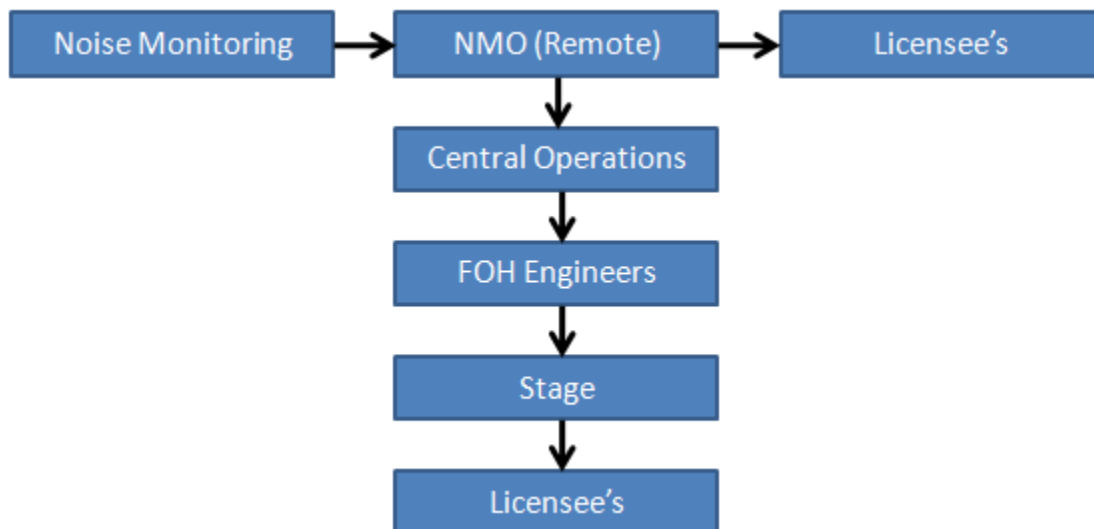 Noise Monitoring
NMO (Remote)
Licensee’s
Central Operations
FOH Engineers
Stage
Licensee’s